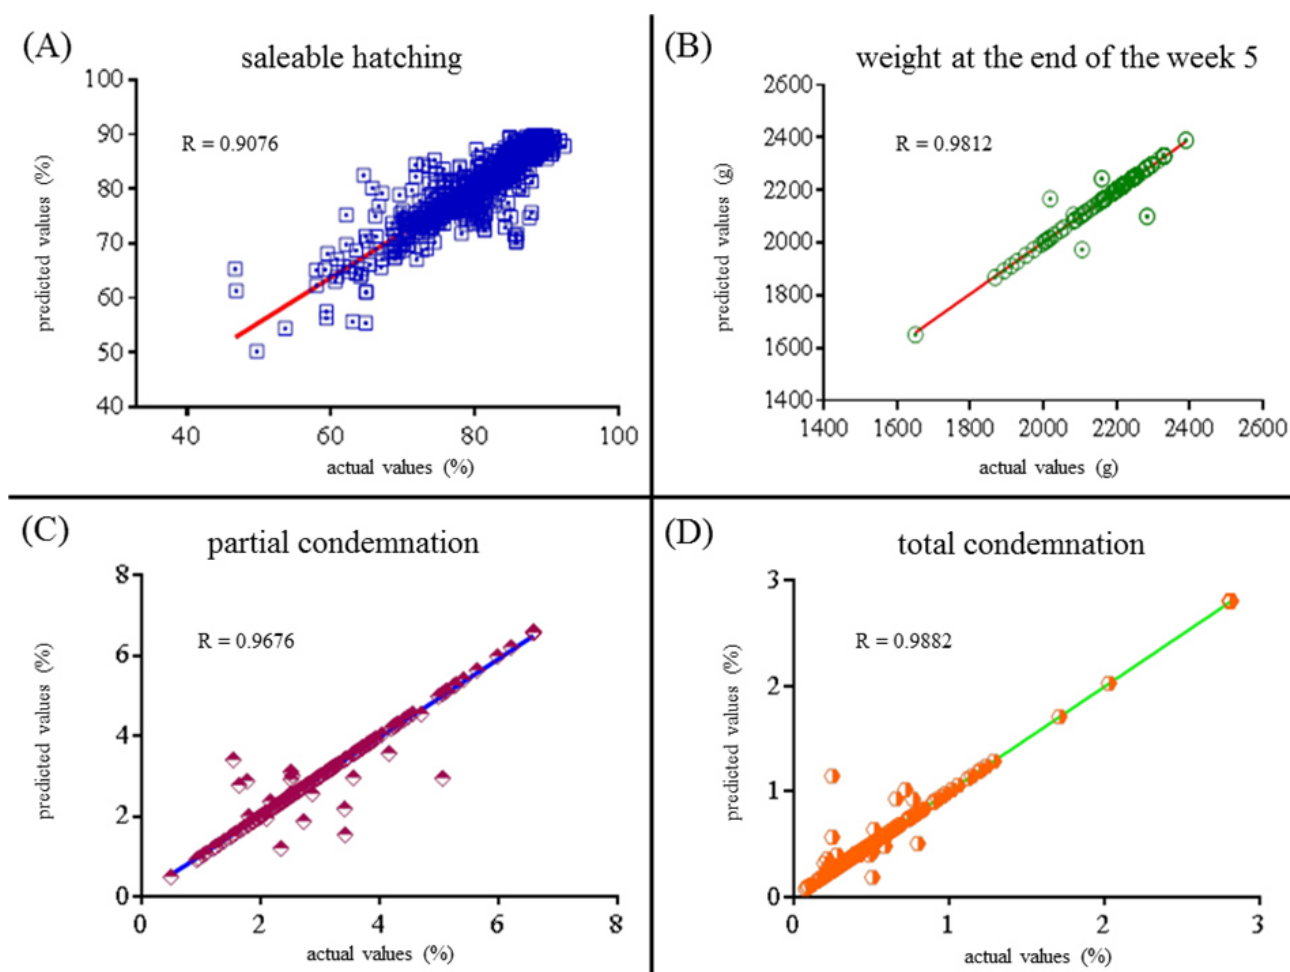 (A) saleable hatching
100
90
80
70
60
50
40
R = 0.9076
predicted values (%)
40 60 80 100
actual values (%)
(B) weight at the end of the week 5
2600
2400
2200
2000
1800
1600
1400
R = 0.9812
predicted values (g)
1400 1600 1800 2000 2200 2400 2600
actual values (g)
(C) partial condemnation
8
6
4
2
0
R = 0.9676
predicted values (%)
0 2 4 6 8
actual values (%)
(D) total condemnation
3
2
1
0
R = 0.9882
predicted values (%)
0 1 2 3
actual values (%)